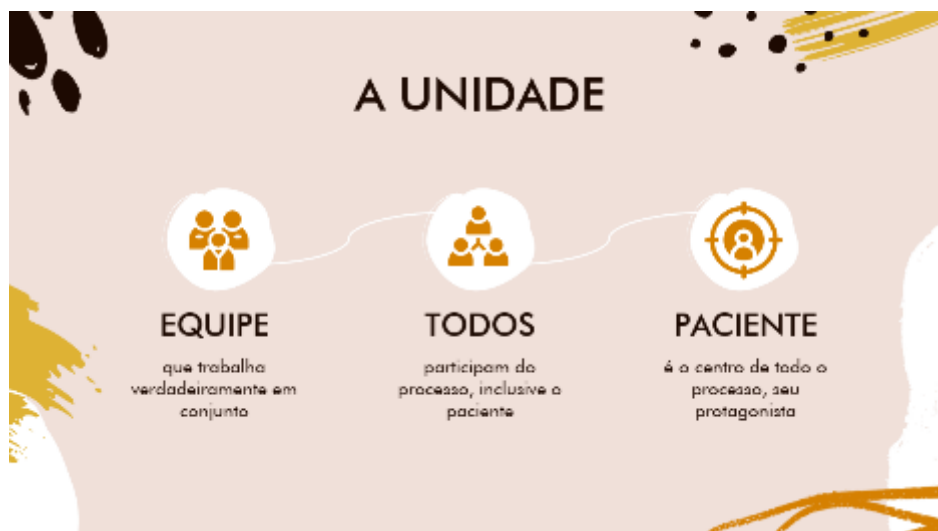 A UNIDADE
EQUIPE
que trabalha
verdadeiramente em
conjunto
TODOS
participam do
processo, inclusive o
paciente
PACIENTE
é o centro de todo o
processo, seu
protagonista